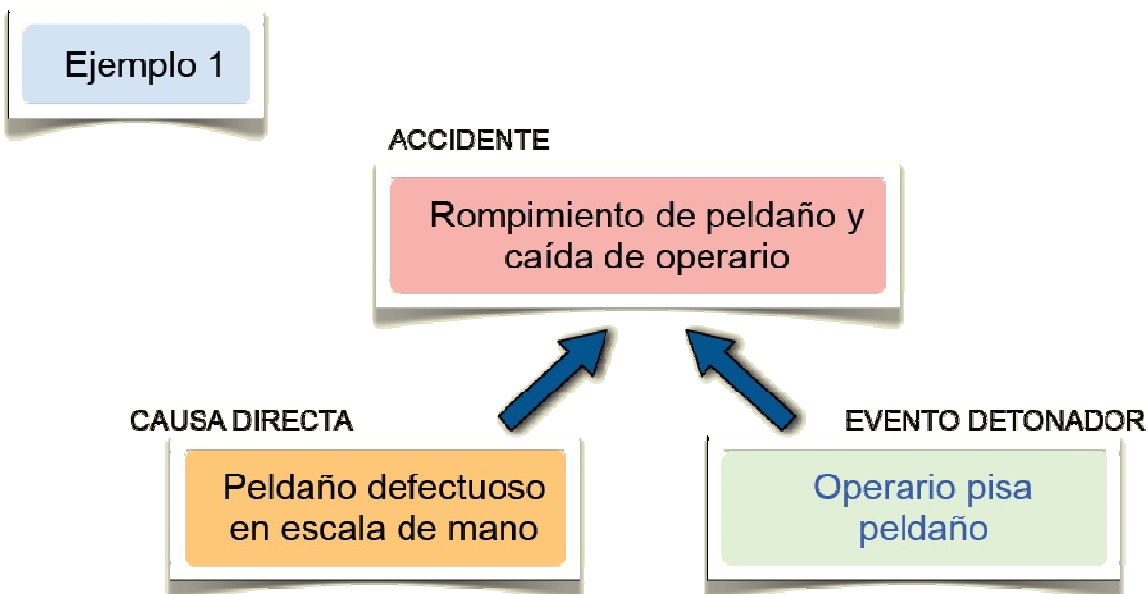 Ejemplo 1
ACCIDENTE
Rompimiento de peldaño y
caída de operario
CAUSA DIRECTA
Peldaño defectuoso
en escala de mano
EVENTO DETONADOR
Operario pisa
peldaño